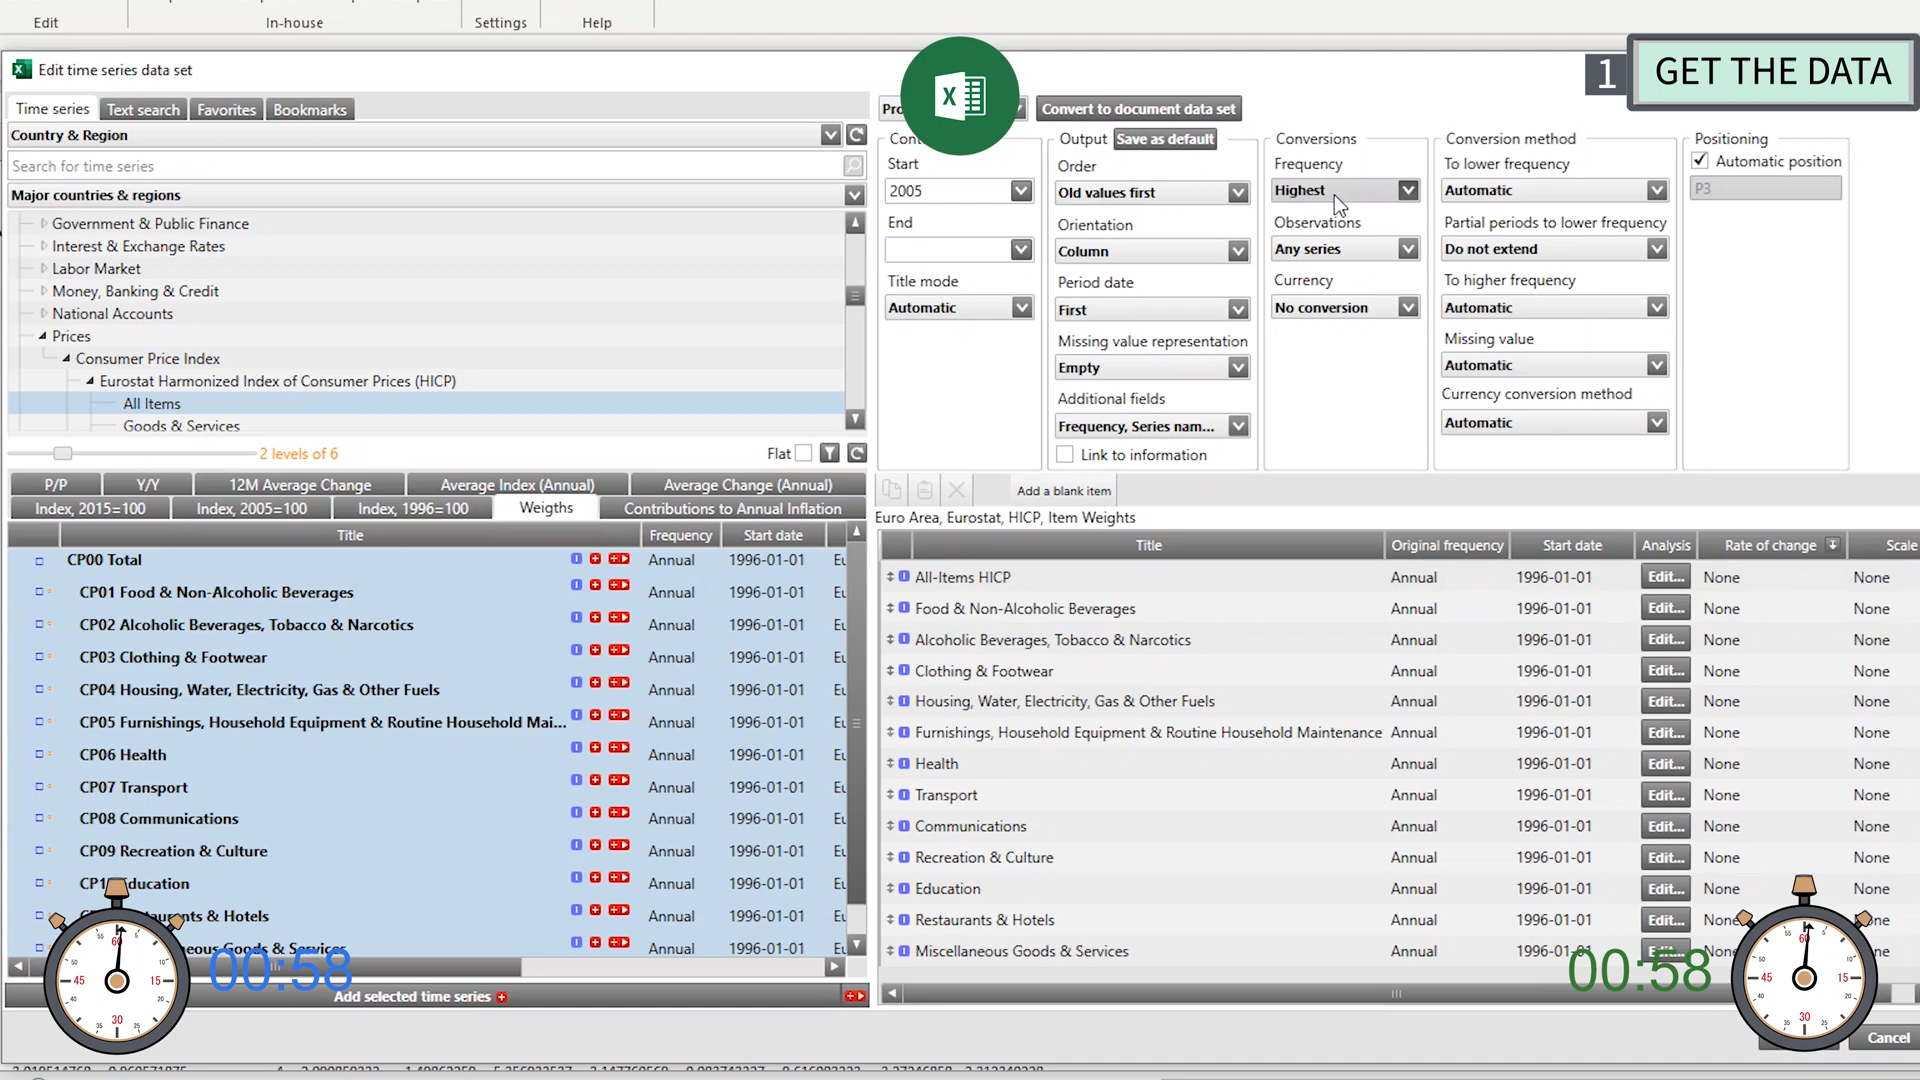 Edit
In-house
Settings
Help
1
GET THE DATA
Edit time series data set
Time series
Text search
Favorites
Bookmarks
Country & Region
Search for time series
Major countries & regions
Government & Public Finance
Interest & Exchange Rates
Labor Market
Money, Banking & Credit
National Accounts
Prices
Consumer Price Index
Eurostat Harmonized Index of Consumer Prices (HICP)
All Items
Goods & Services
2 levels of 6
Flat
P/P
Y/Y
12M Average Change
Average Index (Annual)
Average Change (Annual)
Index, 2015=100
Index, 2005=100
Index, 1996=100
Weigths
Contributions to Annual Inflation
Title Frequency Start date
CP00 Total Annual 1996-01-01
CP01 Food & Non-Alcoholic Beverages Annual 1996-01-01
CP02 Alcoholic Beverages, Tobacco & Narcotics Annual 1996-01-01
CP03 Clothing & Footwear Annual 1996-01-01
CP04 Housing, Water, Electricity, Gas & Other Fuels Annual 1996-01-01
CP05 Furnishings, Household Equipment & Routine Household Mai... Annual 1996-01-01
CP06 Health Annual 1996-01-01
CP07 Transport Annual 1996-01-01
CP08 Communications Annual 1996-01-01
CP09 Recreation & Culture Annual 1996-01-01
Education Annual 1996-01-01
& Hotels Annual 1996-01-01
Goods & Services Annual 1996-01-01
Add selected time series
00:58
Convert to document data set
Start
2005
End
Title mode
Automatic
Output
Save as default
Order
Old values first
Orientation
Column
Period date
First
Missing value representation
Empty
Additional fields
Frequency, Series nam...
Link to information
Conversions
Frequency
Highest
Observations
Any series
Currency
No conversion
Conversion method
To lower frequency
Automatic
Partial periods to lower frequency
Do not extend
To higher frequency
Automatic
Missing value
Automatic
Currency conversion method
Automatic
Positioning
Automatic position
P3
Add a blank item
Euro Area, Eurostat, HICP, Item Weights
Title Original frequency Start date Analysis Rate of change Scale
All-Items HICP Annual 1996-01-01 Edit... None None
Food & Non-Alcoholic Beverages Annual 1996-01-01 Edit... None None
Alcoholic Beverages, Tobacco & Narcotics Annual 1996-01-01 Edit... None None
Clothing & Footwear Annual 1996-01-01 Edit... None None
Housing, Water, Electricity, Gas & Other Fuels Annual 1996-01-01 Edit... None None
Furnishings, Household Equipment & Routine Household Maintenance Annual 1996-01-01 Edit... None None
Health Annual 1996-01-01 Edit... None None
Transport Annual 1996-01-01 Edit... None None
Communications Annual 1996-01-01 Edit... None None
Recreation & Culture Annual 1996-01-01 Edit... None None
Education Annual 1996-01-01 Edit... None None
Restaurants & Hotels Annual 1996-01-01 Edit... None
Miscellaneous Goods & Services Annual 1996-01-01
00:58
Cancel
60
15
30
45
60
15
30
45